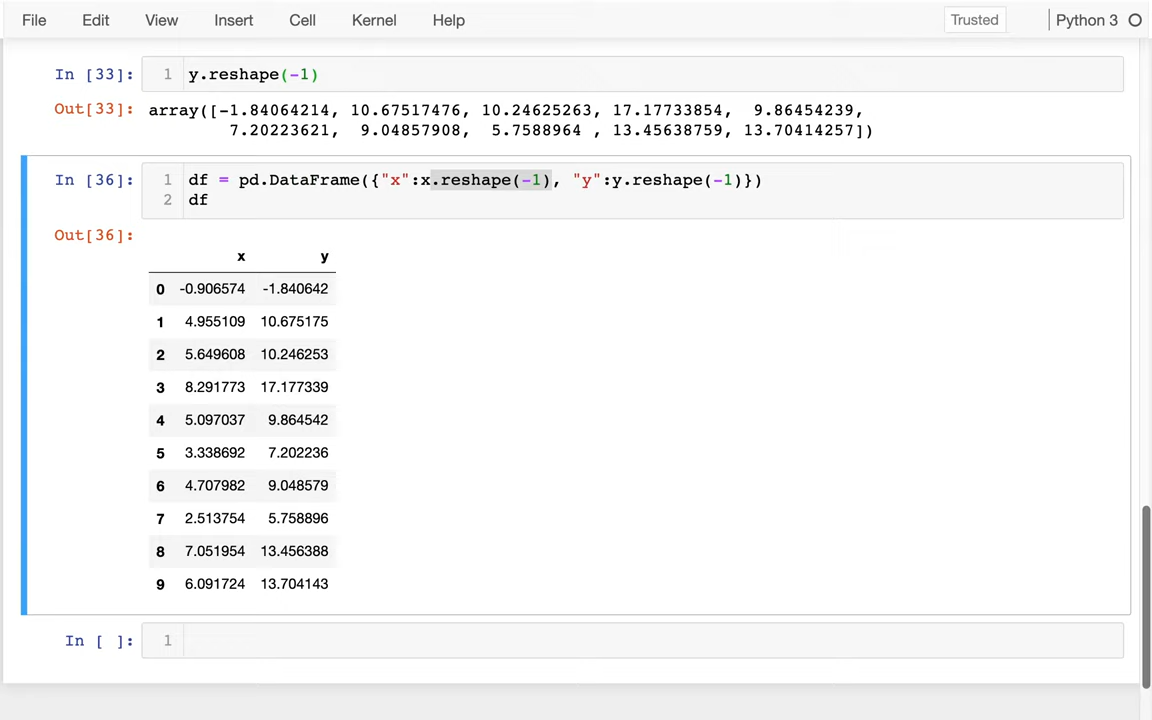 File Edit View Insert Cell Kernel Help Trusted Python 3
In [33]: 1 y.reshape(-1)
Out[33]: array([-1.84064214, 10.67517476, 10.24625263, 17.17733854,  9.86454239,
7.20223621,  9.04857908,  5.7588964 , 13.45638759, 13.70414257])
In [36]: 1 df = pd.DataFrame({"x":x.reshape(-1), "y":y.reshape(-1)})
2 df
Out[36]:
x y
0 -0.906574 -1.840642
1 4.955109 10.675175
2 5.649608 10.246253
3 8.291773 17.177339
4 5.097037 9.864542
5 3.338692 7.202236
6 4.707982 9.048579
7 2.513754 5.758896
8 7.051954 13.456388
9 6.091724 13.704143
In [ ]: 1